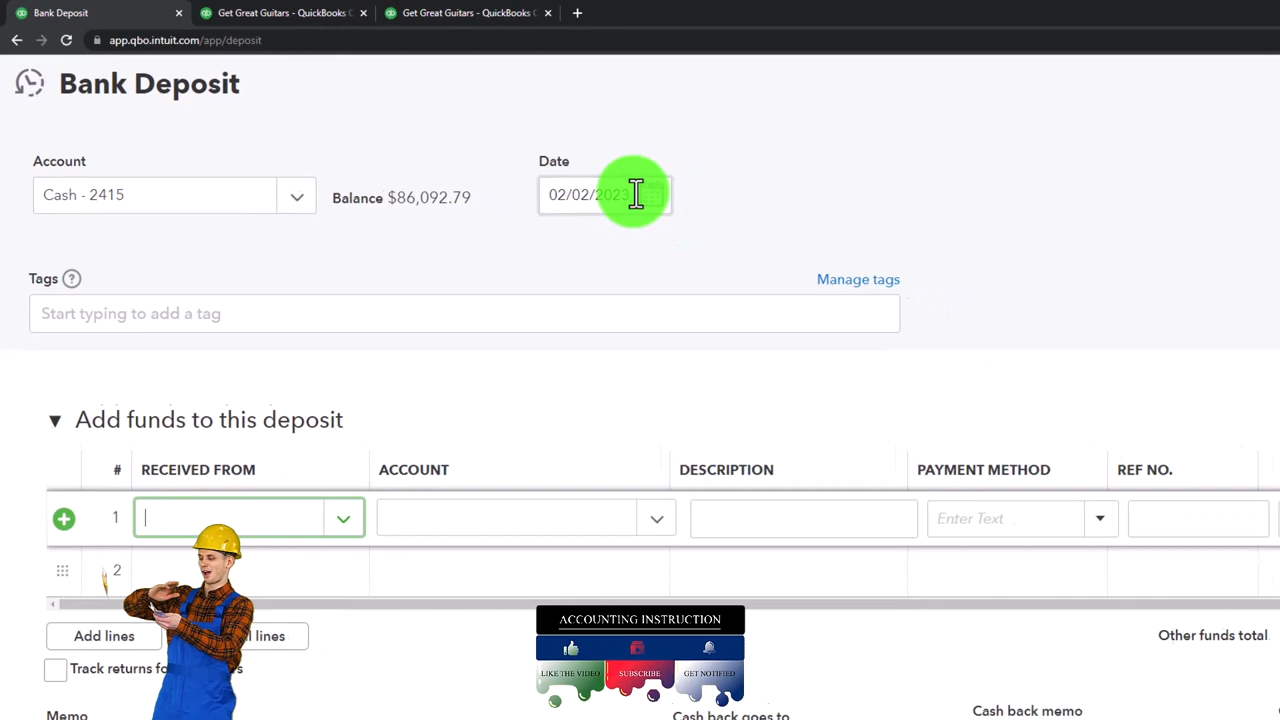 Bank Deposit
Get Great Guitars - QuickBooks
Get Great Guitars - QuickBooks
app.qbo.intuit.com/app/deposit
Bank Deposit
Account
Date
Cash - 2415
Balance $86,092.79
02/02/2023
Tags ?
Manage tags
Start typing to add a tag
Add funds to this deposit
# RECEIVED FROM ACCOUNT DESCRIPTION PAYMENT METHOD REF NO.
1 Enter Text
2
ACCOUNTING INSTRUCTION
Add lines
lines
Other funds total
Track returns
LIKE THE VIDEO
SUBSCRIBE
GET NOTIFIED
Memo
Cash back goes to
Cash back memo